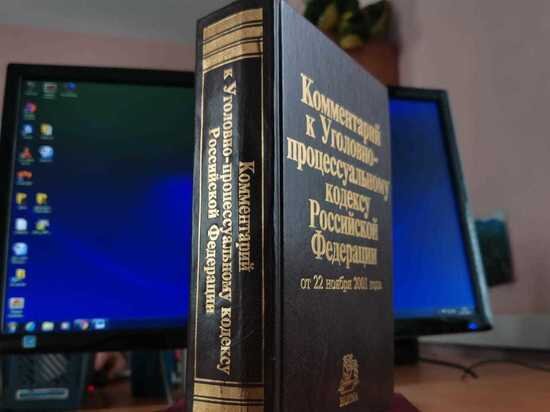 Комментарий
к Уголовно-процессуальному кодексу
Российской Федерации
Комментарий
к Уголовно-
процессуальному
кодексу
Российской
Федерации
от 22 ноября 2001 года